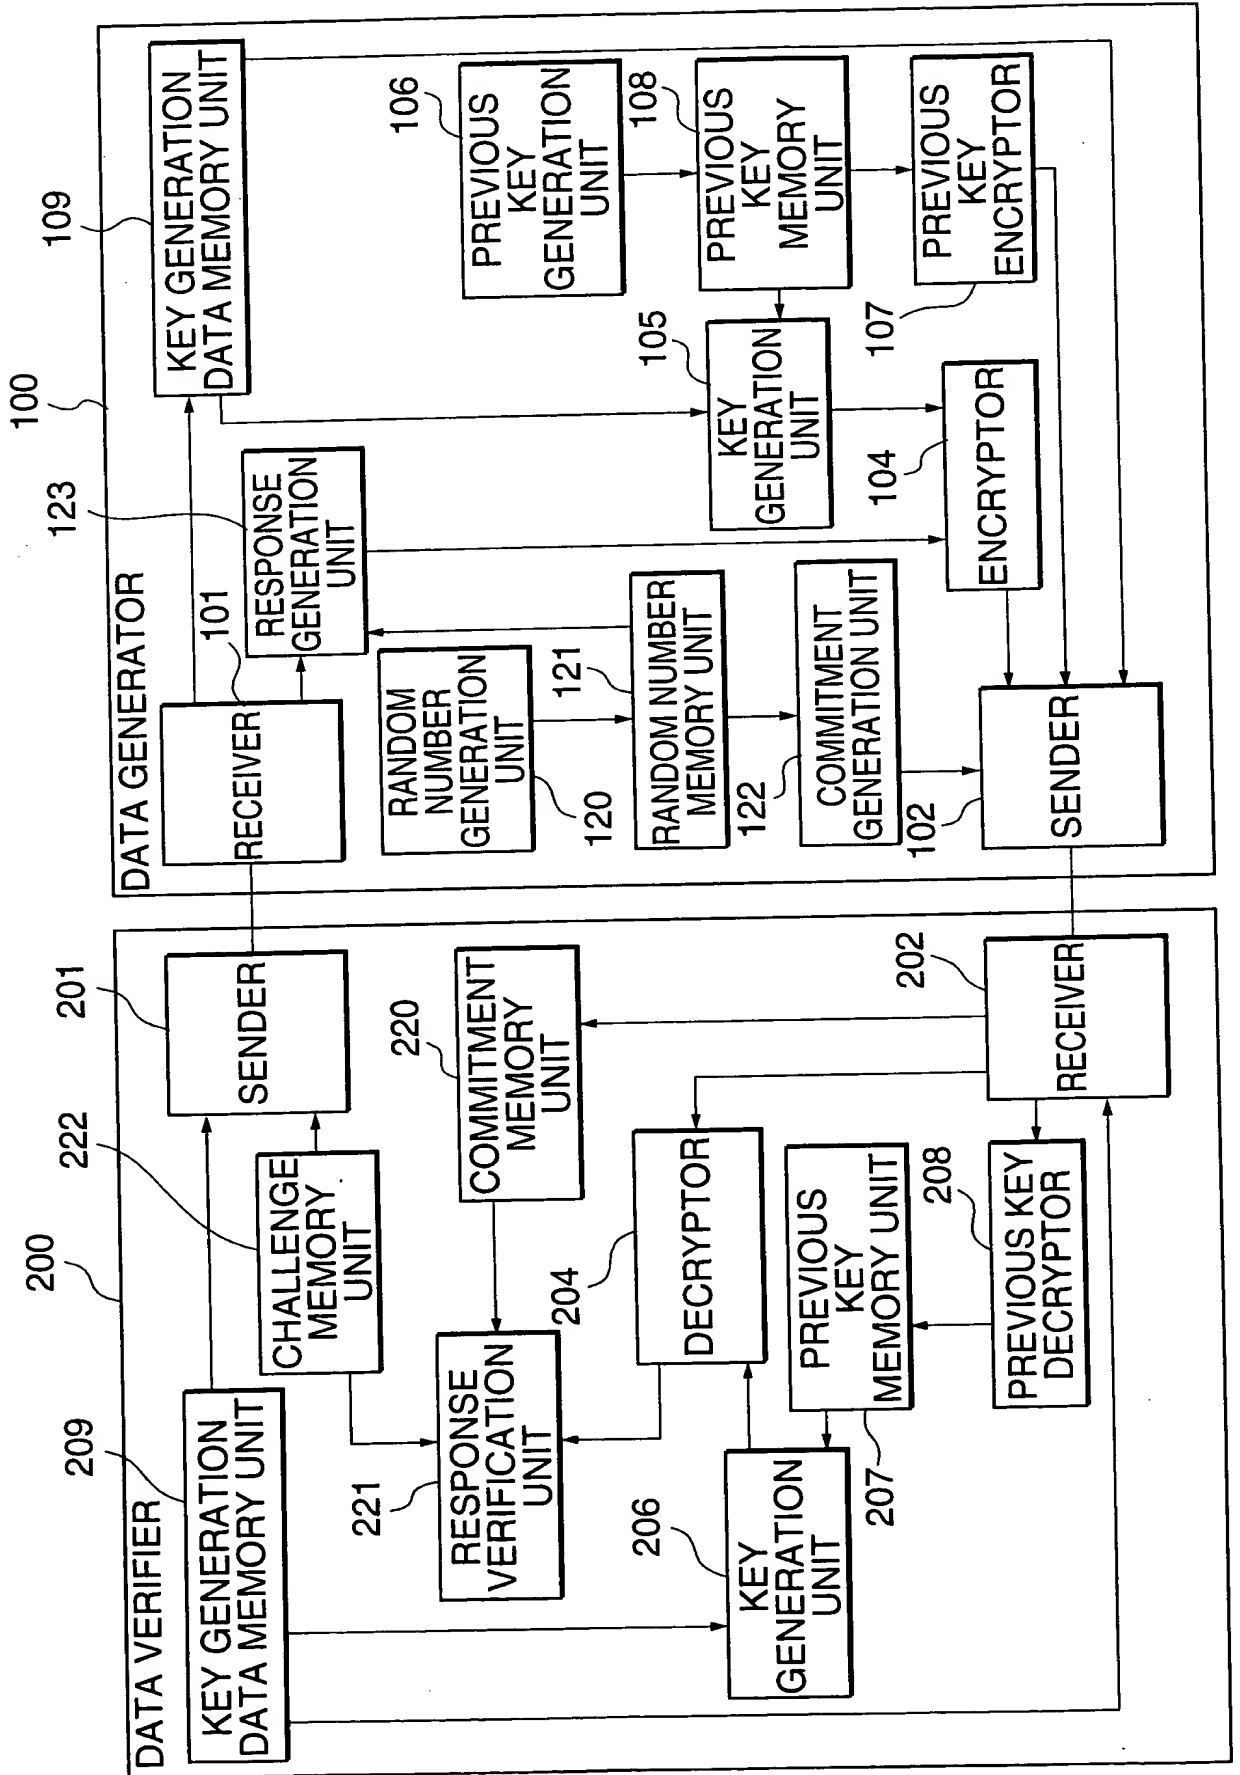 DATA VERIFIER
200
209
KEY GENERATION
DATA MEMORY UNIT
222
CHALLENGE
MEMORY
UNIT
201
SENDER
221
RESPONSE
VERIFICATION
UNIT
220
COMMITMENT
MEMORY
UNIT
204
DECRYPTOR
206
KEY
GENERATION
UNIT
207
PREVIOUS
KEY
MEMORY UNIT
208
PREVIOUS KEY
DECRYPTOR
202
RECEIVER
DATA GENERATOR
100
101
RECEIVER
123
RESPONSE
GENERATION
UNIT
109
KEY GENERATION
DATA MEMORY UNIT
RANDOM
NUMBER
GENERATION
UNIT
120
121
RANDOM NUMBER
MEMORY UNIT
122
COMMITMENT
GENERATION UNIT
102
SENDER
106
PREVIOUS
KEY
GENERATION
UNIT
108
PREVIOUS
KEY
MEMORY
UNIT
105
KEY
GENERATION
UNIT
107
PREVIOUS
KEY
ENCRYPTOR
104
ENCRYPTOR